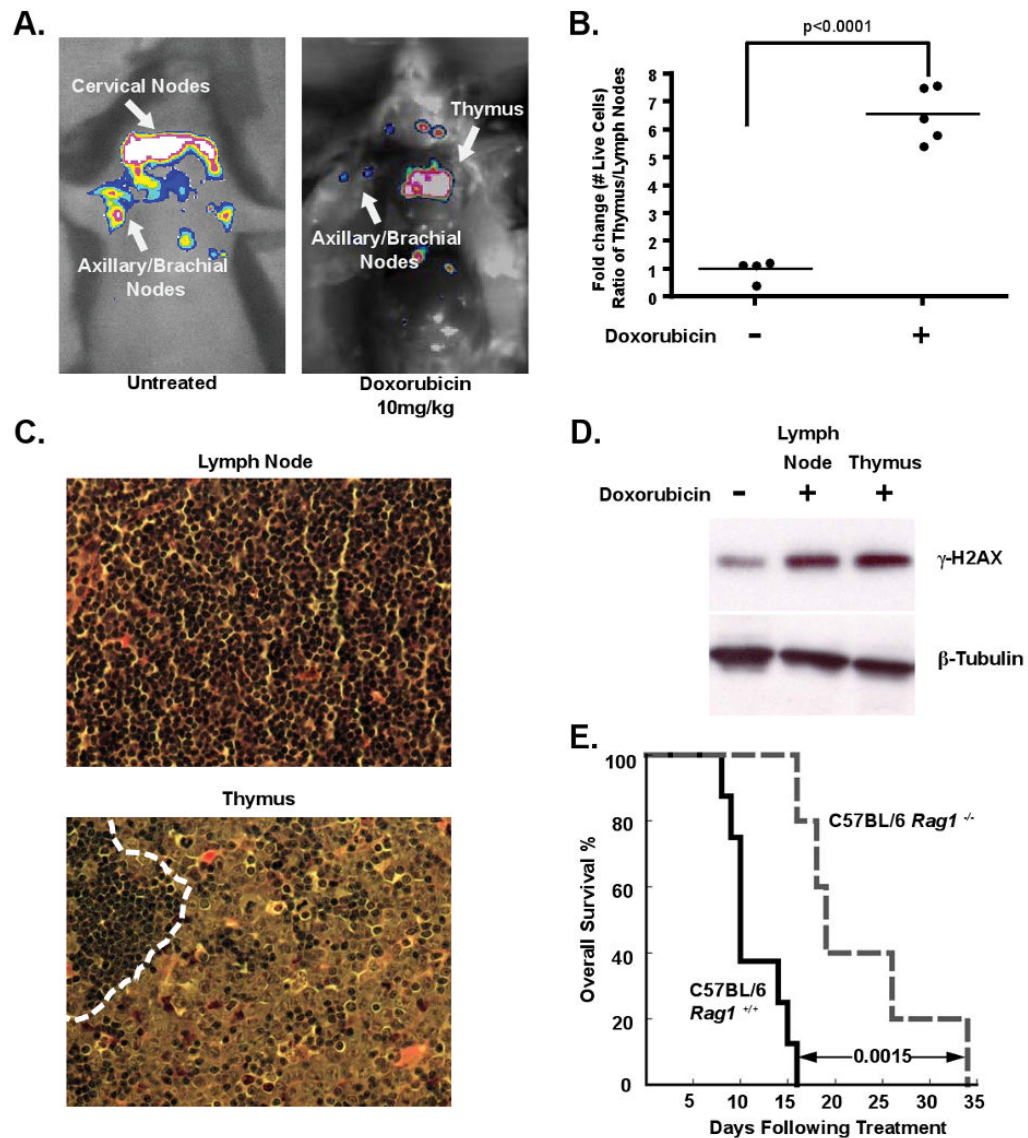 A.
Cervical Nodes
Axillary/Brachial
Nodes
Untreated
Thymus
Axillary/Brachial
Nodes
Doxorubicin
10mg/kg
B.
p<0.0001
Fold change (# Live Cells)
Ratio of Thymus/Lymph Nodes
8
7
6
5
4
3
2
1
0
Doxorubicin - +
C.
Lymph Node
Thymus
D.
Lymph
Node Thymus
Doxorubicin - + +
γ-H2AX
β-Tubulin
E.
Overall Survival %
100
80
60
40
20
0
C57BL/6 Rag1 -/-
C57BL/6
Rag1 +/+
0.0015
5 10 15 20 25 30 35
Days Following Treatment